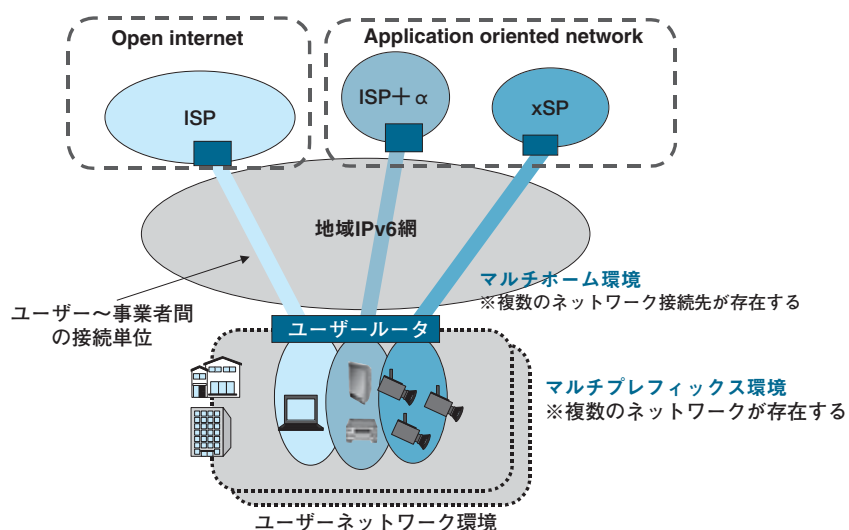 Open internet
Application oriented network
ISP
ISP＋α
xSP
地域IPv6網
マルチホーム環境
※複数のネットワーク接続先が存在する
ユーザー～事業者間
の接続単位
ユーザールータ
マルチプレフィックス環境
※複数のネットワークが存在する
ユーザーネットワーク環境